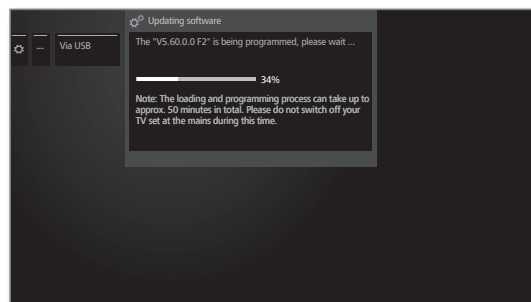 Updating software
... Via USB
The "V5.60.0.0 F2" is being programmed, please wait ...
34%
Note: The loading and programming process can take up to
approx. 50 minutes in total. Please do not switch off your
TV set at the mains during this time.